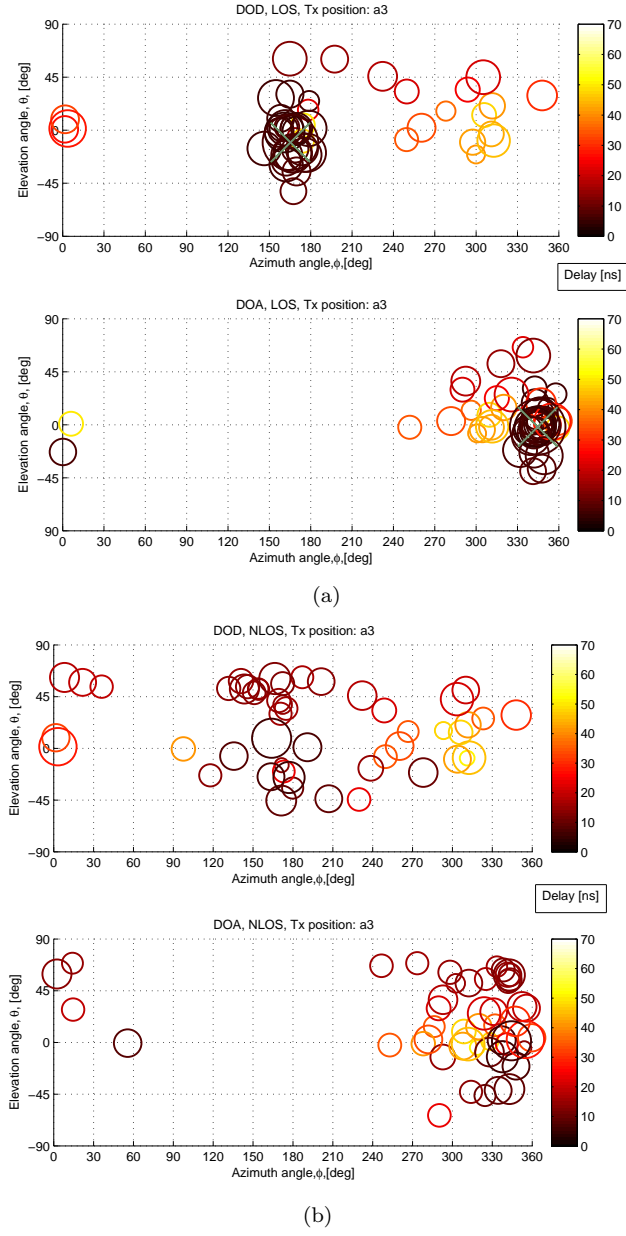 DOD, LOS, Tx position: a3
90
45
0
−45
−90
Elevation angle, θ, [deg]
0 30 60 90 120 150 180 210 240 270 300 330 360
Azimuth angle,ϕ,[deg]
70
60
50
40
30
20
10
0
Delay [ns]
DOA, LOS, Tx position: a3
90
45
0
−45
−90
Elevation angle, θ, [deg]
0 30 60 90 120 150 180 210 240 270 300 330 360
Azimuth angle,ϕ,[deg]
70
60
50
40
30
20
10
0
(a)
DOD, NLOS, Tx position: a3
90
45
0
−45
−90
Elevation angle, θ, [deg]
0 30 60 90 120 150 180 210 240 270 300 330 360
Azimuth angle,ϕ,[deg]
70
60
50
40
30
20
10
0
Delay [ns]
DOA, NLOS, Tx position: a3
90
45
0
−45
−90
Elevation angle, θ, [deg]
0 30 60 90 120 150 180 210 240 270 300 330 360
Azimuth angle,ϕ,[deg]
70
60
50
40
30
20
10
0
(b)